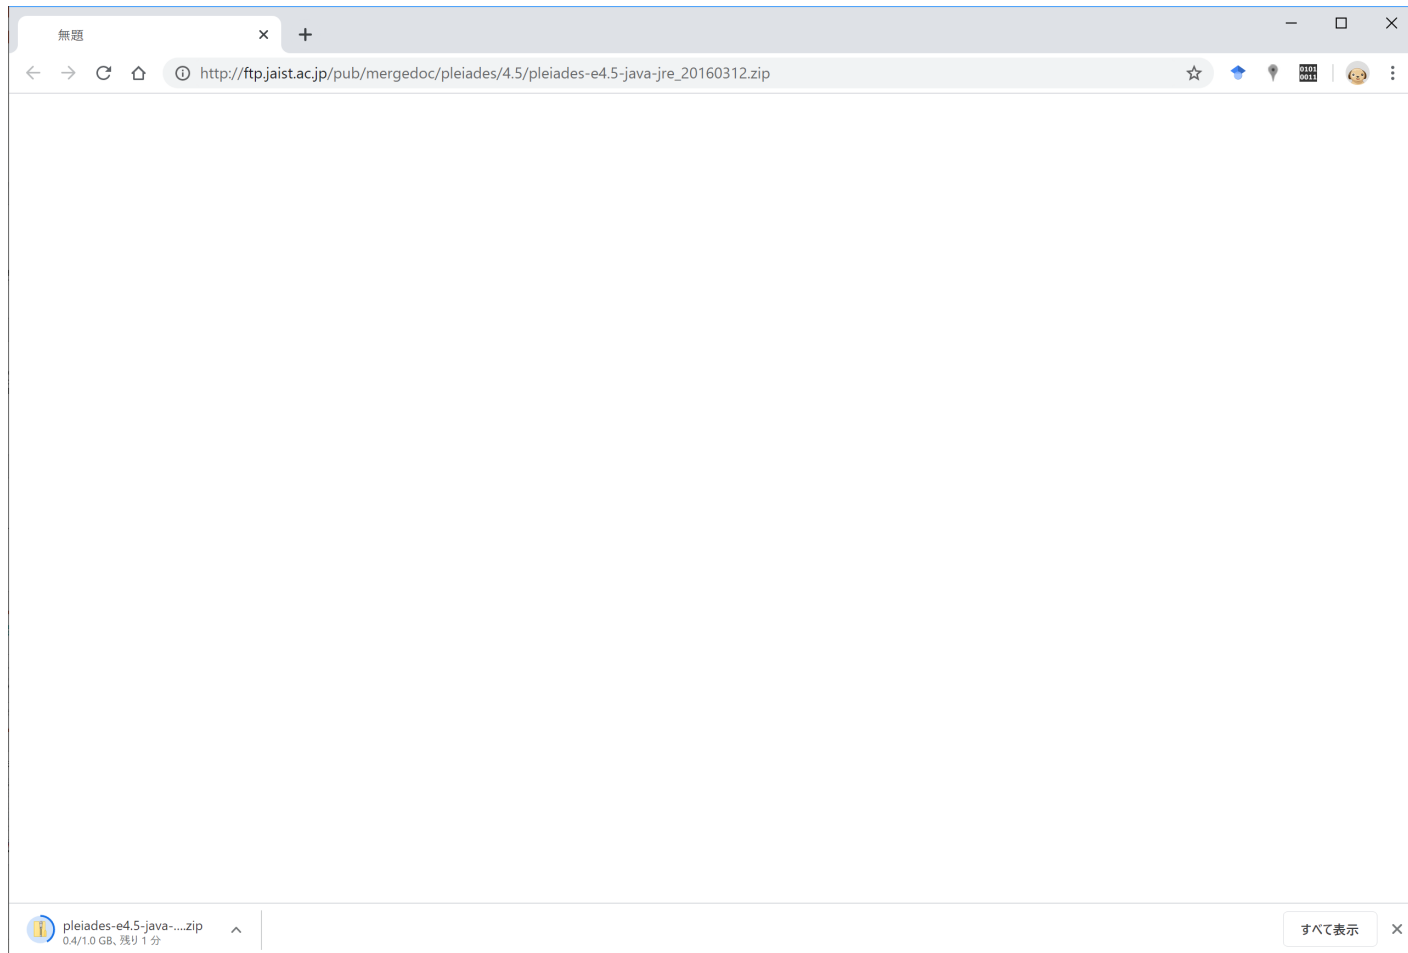 無題
http://ftp.jaist.ac.jp/pub/mergedoc/pleiades/4.5/pleiades-e4.5-java-jre_20160312.zip
0101
0011
pleiades-e4.5-java-....zip
0.4/1.0 GB、残り 1 分
すべて表示